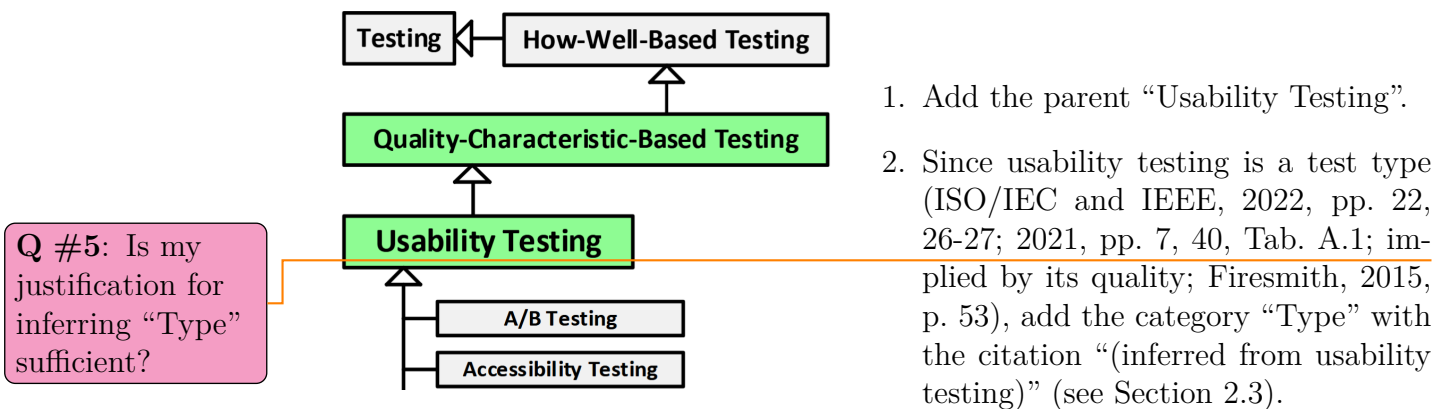 Q #5: Is my
justification for
inferring “Type”
sufficient?
Testing
How-Well-Based Testing
Quality-Characteristic-Based Testing
Usability Testing
A/B Testing
Accessibility Testing
1. Add the parent “Usability Testing”.
2. Since usability testing is a test type
(ISO/IEC and IEEE, 2022, pp. 22,
26-27; 2021, pp. 7, 40, Tab. A.1; im-
plied by its quality; Firesmith, 2015,
p. 53), add the category “Type” with
the citation “(inferred from usability
testing)” (see Section 2.3).